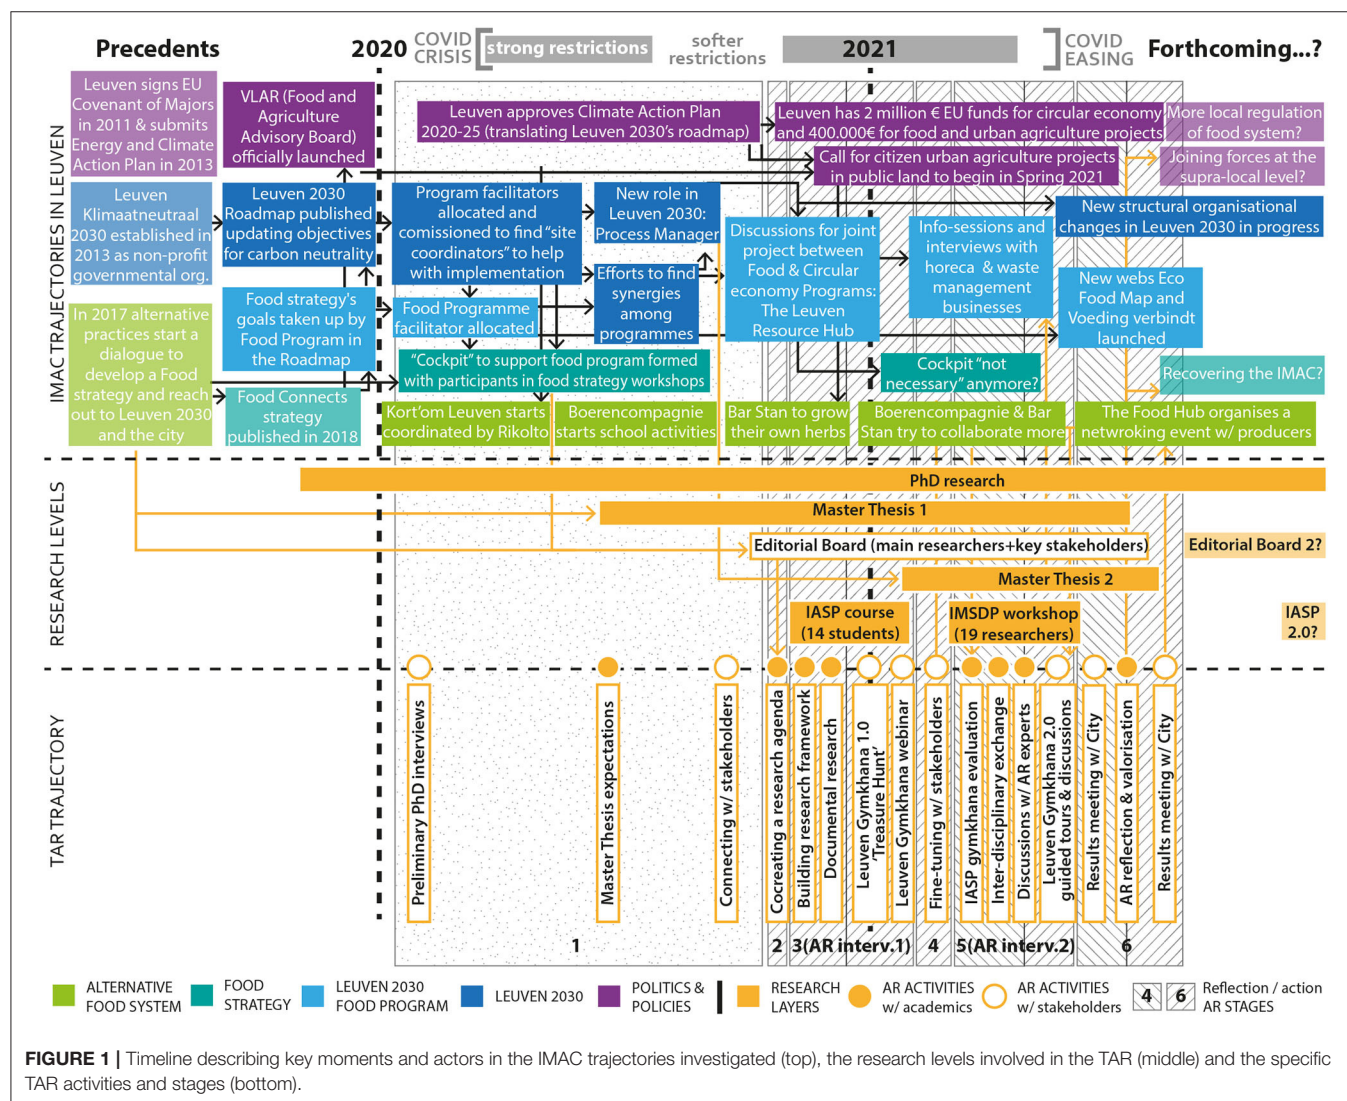 Precedents
2020
COVID
CRISIS
strong restrictions
softer
restrictions
2021
COVID
EASING
Forthcoming...?
IMAC TRAJECTORIES IN LEUVEN
Leuven signs EU
Covenant of Majors
in 2011 & submits
Energy and Climate
Action Plan in 2013
VLAR (Food and
Agriculture
Advisory Board)
officially launched
Leuven approves Climate Action Plan
2020-25 (translating Leuven 2030's roadmap)
Leuven has 2 million € EU funds for circular economy
and 400.000€ for food and urban agriculture projects
More local regulation
of food system?
Call for citizen urban agriculture projects
in public land to begin in Spring 2021
Joining forces at the
supra-local level?
Leuven
Klimaatneutraal
2030 established in
2013 as non-profit
governmental org.
Leuven 2030
Roadmap published
updating objectives
for carbon neutrality
Program facilitators
allocated and
comissioned to find “site
coordinators” to help
with implementation
New role in
Leuven 2030:
Process Manager
Efforts to find
synergies
among
programmes
Discussions for joint
project between
Food & Circular
economy Programs:
The Leuven
Resource Hub
Info-sessions and
interviews with
horeca & waste
management
businesses
New structural organisational
changes in Leuven 2030 in progress
New webs Eco
Food Map and
Voeding verbindt
launched
In 2017 alternative
practices start a
dialogue to
develop a Food
strategy and reach
out to Leuven 2030
and the city
Food strategy's
goals taken up by
Food Program in
the Roadmap
Food Programme
facilitator allocated
“Cockpit” to support food program formed
with participants in food strategy workshops
Cockpit “not
necessary” anymore?
Recovering the IMAC?
Food Connects
strategy
published in 2018
Kort’om Leuven starts
coordinated by Rikolto
Boerencompagnie
starts school activities
Bar Stan to grow
their own herbs
Boerencompagnie & Bar
Stan try to collaborate more
The Food Hub organises a
netwroking event w/ producers
RESEARCH LEVELS
PhD research
Master Thesis 1
Editorial Board (main researchers+key stakeholders)
Editorial Board 2?
Master Thesis 2
IASP course
(14 students)
IMSDP workshop
(19 researchers)
IASP
2.0?
TAR TRAJECTORY
Preliminary PhD interviews
Master Thesis expectations
Connecting w/ stakeholders
Cocreating a research agenda
Building research framework
Documental research
Leuven Gymkhana 1.0
‘Treasure Hunt’
Leuven Gymkhana webinar
Fine-tuning w/ stakeholders
IASP gymkhana evaluation
Inter-disciplinary exchange
Discussions w/ AR experts
Leuven Gymkhana 2.0
guided tours & discussions
Results meeting w/ City
AR reflection & valorisation
Results meeting w/ City
1
2
3(AR interv.1)
4
5(AR interv.2)
6
ALTERNATIVE
FOOD SYSTEM
FOOD
STRATEGY
LEUVEN 2030
FOOD PROGRAM
LEUVEN 2030
POLITICS &
POLICIES
RESEARCH
LAYERS
AR ACTIVITIES
w/ academics
AR ACTIVITIES
w/ stakeholders
4
6
Reflection / action
AR STAGES
FIGURE 1 | Timeline describing key moments and actors in the IMAC trajectories investigated (top), the research levels involved in the TAR (middle) and the specific
TAR activities and stages (bottom).